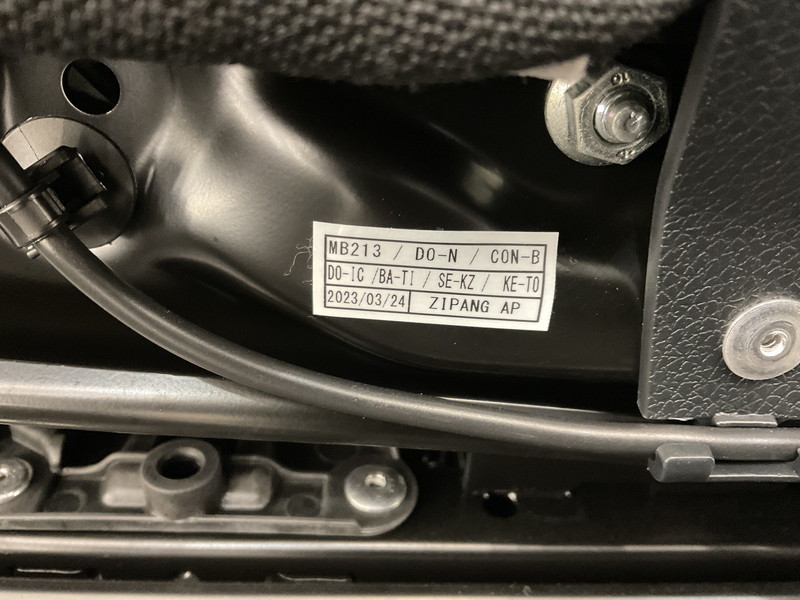 MB213 / DO-N / CON-B
DO-IC /BA-TI / SE-KZ / KE-TO
2023/03/24 ZIPANG AP